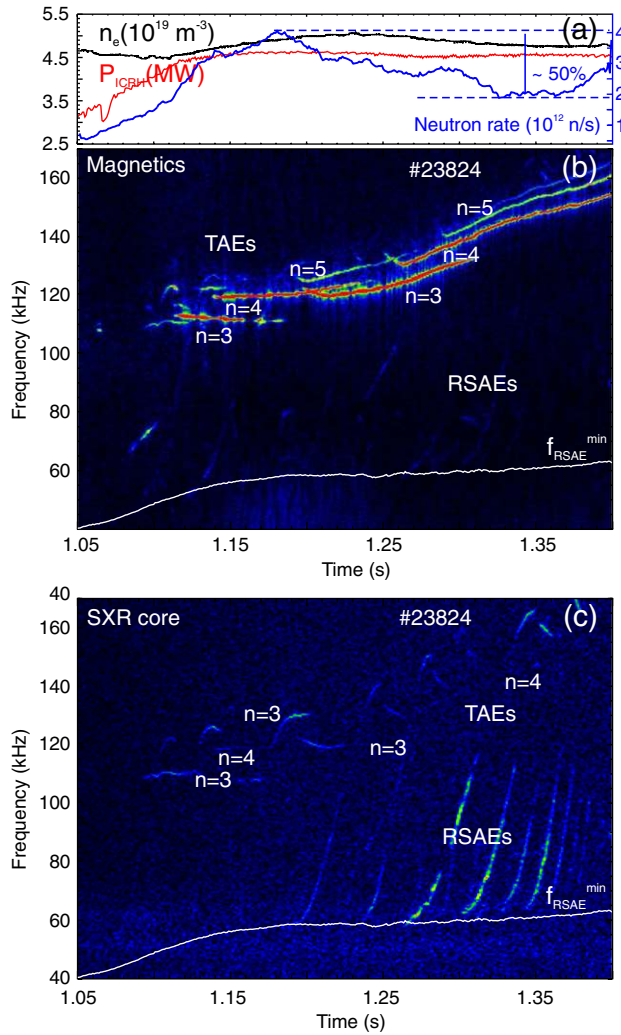 (a)
n_e(10^19 m^-3)
P_ICRH(MW)
~ 50%
Neutron rate (10^12 n/s)
5.5
4.5
3.5
2.5
4
3
2
1
(b)
Magnetics
#23824
TAEs
n=5
n=5
n=4
n=4
n=3
n=3
RSAEs
f_RSAE^min
160
140
120
100
80
60
Frequency (kHz)
1.05 1.15 1.25 1.35
Time (s)
(c)
SXR core
#23824
n=4
n=3
TAEs
n=4
n=3
n=3
RSAEs
f_RSAE^min
40
160
140
120
100
80
60
40
Frequency (kHz)
1.05 1.15 1.25 1.35
Time (s)